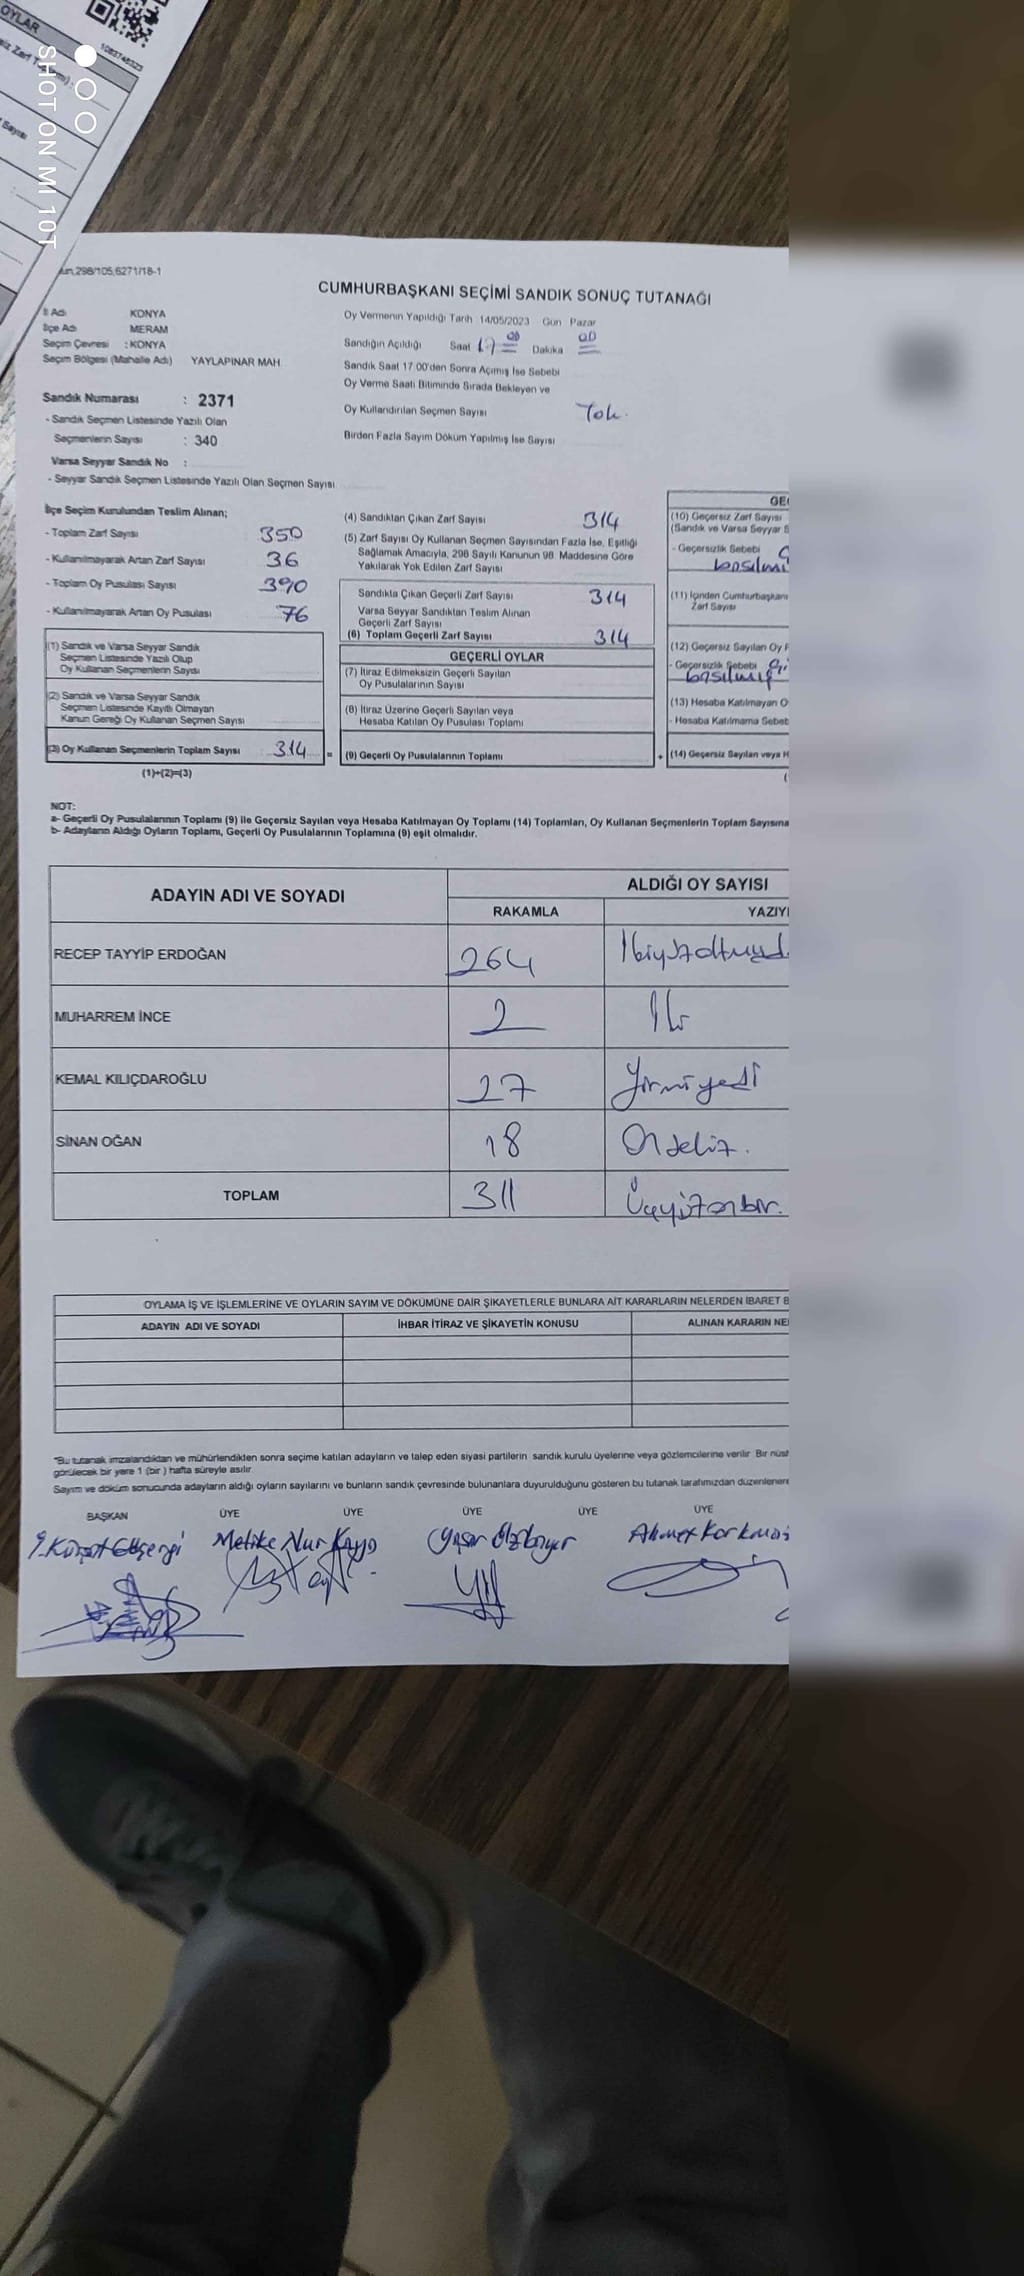 OYLAR
1083748323
SHOT ON MI 10T
298/105,6271/18-1
CUMHURBAŞKANI SEÇİMİ SANDIK SONUÇ TUTANAĞI
İl Adı KONYA
İlçe Adı MERAM
Seçim Çevresi : KONYA
Seçim Bölgesi (Mahalle Adı) YAYLAPINAR MAH
Sandık Numarası : 2371
- Sandık Seçmen Listesinde Yazılı Olan
Seçmenlerin Sayısı : 340
Varsa Seyyar Sandık No :
- Seyyar Sandık Seçmen Listesinde Yazılı Olan Seçmen Sayısı
Oy Vermenin Yapıldığı Tarih 14/05/2023 Gün Pazar
Sandığın Açıldığı Saat 17 00 Dakika 00
Sandık Saat 17:00'den Sonra Açımış İse Sebebi
Oy Verme Saati Bitiminde Sırada Bekleyen ve
Oy Kullandırılan Seçmen Sayısı Yok.
Birden Fazla Sayım Döküm Yapılmış İse Sayısı
İlçe Seçim Kurulundan Teslim Alınan;
- Toplam Zarf Sayısı 350
- Kullanılmayarak Artan Zarf Sayısı 36
- Toplam Oy Pusulası Sayısı 390
- Kullanılmayarak Artan Oy Pusulası 76
(1) Sandık ve Varsa Seyyar Sandık
Seçmen Listesinde Yazılı Olup
Oy Kullanan Seçmenlerin Sayısı
(2) Sandık ve Varsa Seyyar Sandık
Seçmen Listesinde Kayıtlı Olmayan
Kanun Gereği Oy Kullanan Seçmen Sayısı
(3) Oy Kullanan Seçmenlerin Toplam Sayısı 314 =
(1)+(2)=(3)
(4) Sandıktan Çıkan Zarf Sayısı 314
(5) Zarf Sayısı Oy Kullanan Seçmen Sayısından Fazla İse, Eşitliği
Sağlamak Amacıyla, 298 Sayılı Kanunun 98. Maddesine Göre
Yakılarak Yok Edilen Zarf Sayısı
Sandıkta Çıkan Geçerli Zarf Sayısı 314
Varsa Seyyar Sandıktan Teslim Alınan
Geçerli Zarf Sayısı
(6) Toplam Geçerli Zarf Sayısı 314
GEÇERLİ OYLAR
(7) İtiraz Edilmeksizin Geçerli Sayılan
Oy Pusulalarının Sayısı
(8) İtiraz Üzerine Geçerli Sayılan veya
Hesaba Katılan Oy Pusulası Toplamı
(9) Geçerli Oy Pusulalarının Toplamı +
(10) Geçersiz Zarf Sayısı
(Sandık ve Varsa Seyyar S
- Geçersizlik Sebebi
basılmı
(11) İçinden Cumhurbaşkanı
Zarf Sayısı
(12) Geçersiz Sayılan Oy P
- Geçersizlik Sebebi
basılmış
(13) Hesaba Katılmayan O
- Hesaba Katılmama Sebeb
(14) Geçersiz Sayılan veya H
NOT:
a- Geçerli Oy Pusulalarının Toplamı (9) ile Geçersiz Sayılan veya Hesaba Katılmayan Oy Toplamı (14) Toplamları, Oy Kullanan Seçmenlerin Toplam Sayısına
b- Adayların Aldığı Oyların Toplamı, Geçerli Oy Pusulalarının Toplamına (9) eşit olmalıdır.
ADAYIN ADI VE SOYADI ALDIĞI OY SAYISI
RAKAMLA YAZIYL
RECEP TAYYİP ERDOĞAN 264
MUHARREM İNCE 2 İki
KEMAL KILIÇDAROĞLU 27 Yirmiyedi
SİNAN OĞAN 18 Onsekiz.
TOPLAM 311 Üçyüzonbir.
OYLAMA İŞ VE İŞLEMLERİNE VE OYLARIN SAYIM VE DÖKÜMÜNE DAİR ŞİKAYETLERLE BUNLARA AİT KARARLARIN NELERDEN İBARET B
ADAYIN ADI VE SOYADI İHBAR İTİRAZ VE ŞİKAYETİN KONUSU ALINAN KARARIN NE
"Bu tutanak imzalandıktan ve mühürlendikten sonra seçime katılan adayların ve talep eden siyasi partilerin sandık kurulu üyelerine veya gözlemcilerine verilir. Bir nüs
görülecek bir yere 1 (bir) hafta süreyle asılır.
Sayım ve döküm sonucunda adayların aldığı oyların sayılarını ve bunların sandık çevresinde bulunanlara duyurulduğunu gösteren bu tutanak tarafımızdan düzenlenere
BAŞKAN ÜYE ÜYE ÜYE ÜYE ÜYE
Melike Nur Kaya Yaşar Ahmet Korkmaz